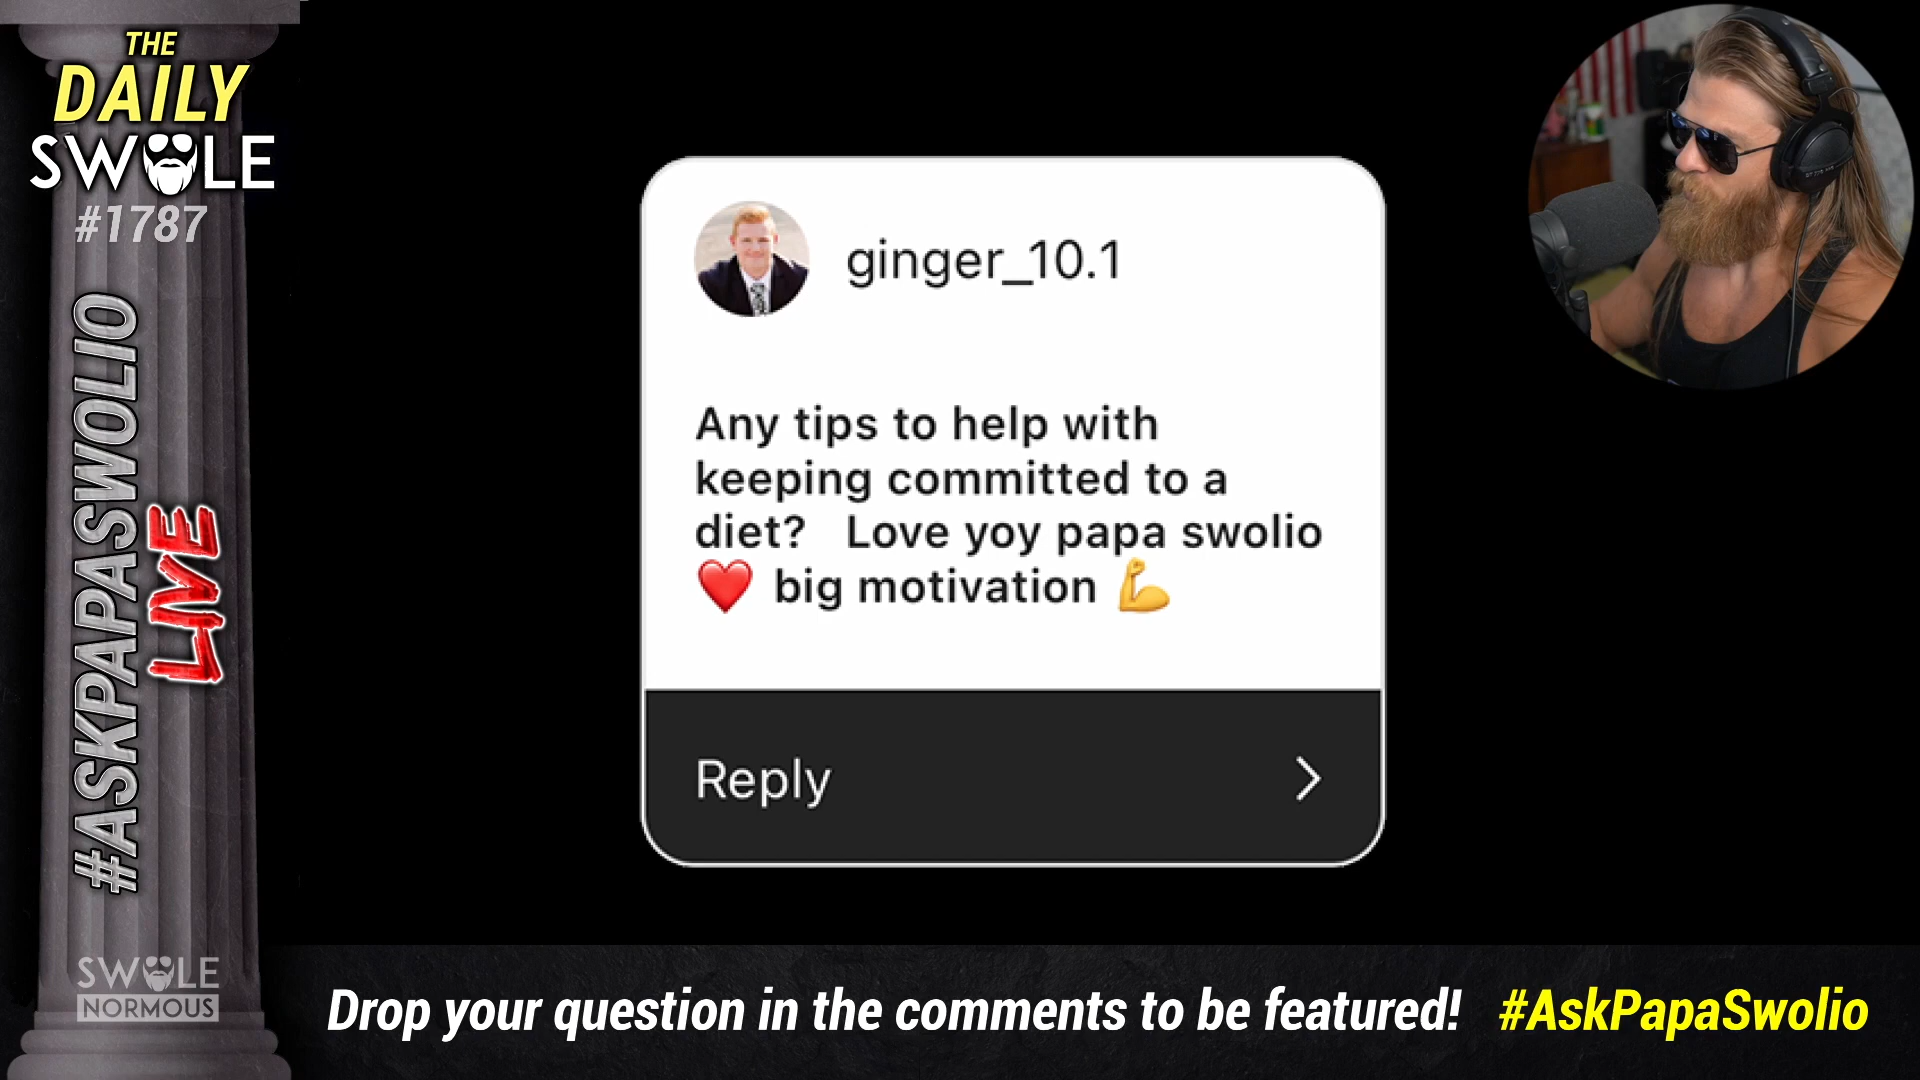 THE
DAILY
SWOLE
#1787
#ASKPAPASWOLIO
LIVE
SWOLE
NORMOUS
ginger_10.1
Any tips to help with
keeping committed to a
diet?   Love yoy papa swolio
❤️ big motivation 💪
Reply
Drop your question in the comments to be featured! #AskPapaSwolio